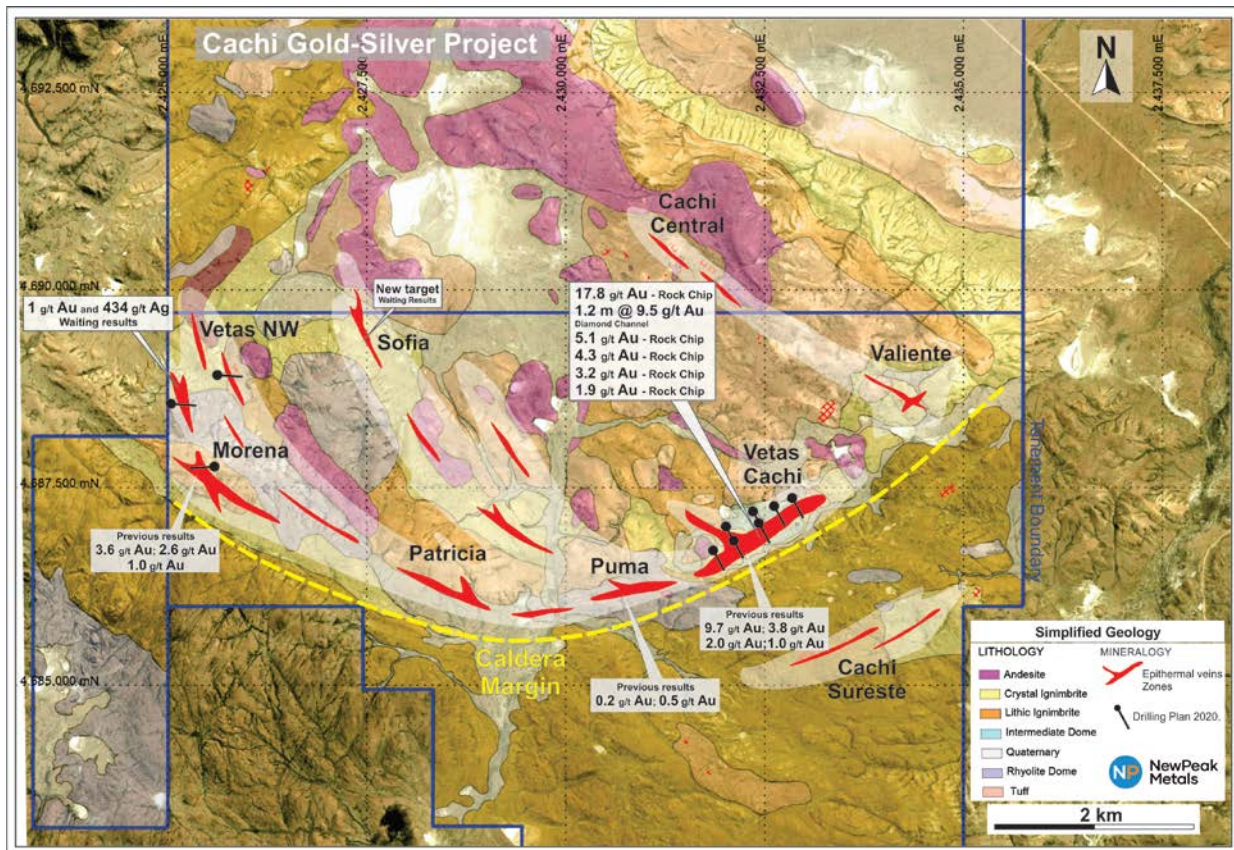 Cachi Gold-Silver Project
N
2.425.000 mE
2.427.500 mE
2.430.000 mE
2.432.500 mE
2.435.000 mE
2.437.500 mE
4.692.500 mN
4.690.000 mN
4.687.500 mN
4.685.000 mN
Cachi
Central
1 g/t Au and 434 g/t Ag
Waiting results
New target
Waiting Results
17.8 g/t Au - Rock Chip
1.2 m @ 9.5 g/t Au
Diamond Channel
5.1 g/t Au - Rock Chip
4.3 g/t Au - Rock Chip
3.2 g/t Au - Rock Chip
1.9 g/t Au - Rock Chip
Vetas NW
Sofia
Valiente
Morena
Vetas
Cachi
Tenement Boundary
Previous results
3.6 g/t Au; 2.6 g/t Au
1.0 g/t Au
Patricia
Puma
Previous results
9.7 g/t Au; 3.8 g/t Au
2.0 g/t Au;1.0 g/t Au
Caldera
Margin
Cachi
Sureste
Previous results
0.2 g/t Au; 0.5 g/t Au
Simplified Geology
LITHOLOGY
Andesite
Crystal Ignimbrite
Lithic Ignimbrite
Intermediate Dome
Quaternary
Rhyolite Dome
Tuff
MINERALOGY
Epithermal veins
Zones
Drilling Plan 2020.
NP
NewPeak
Metals
2 km